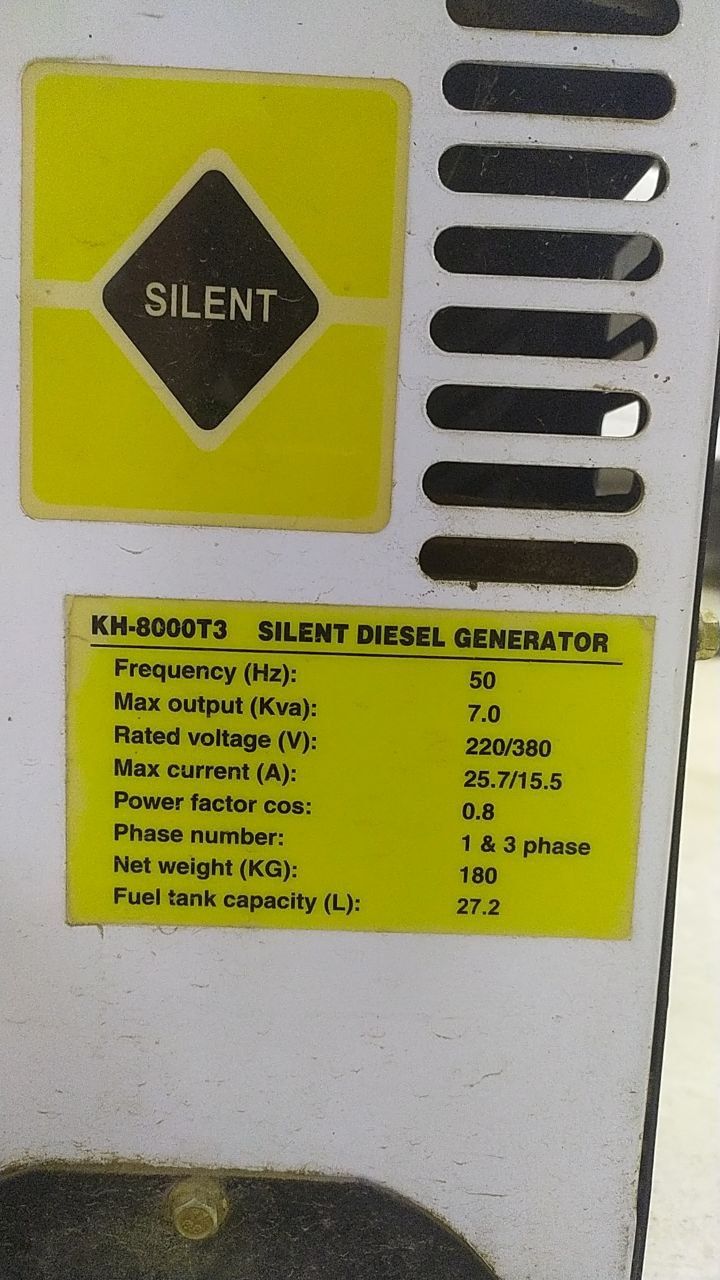 SILENT
KH-8000T3 SILENT DIESEL GENERATOR
Frequency (Hz): 50
Max output (Kva): 7.0
Rated voltage (V): 220/380
Max current (A): 25.7/15.5
Power factor cos: 0.8
Phase number: 1 & 3 phase
Net weight (KG): 180
Fuel tank capacity (L): 27.2